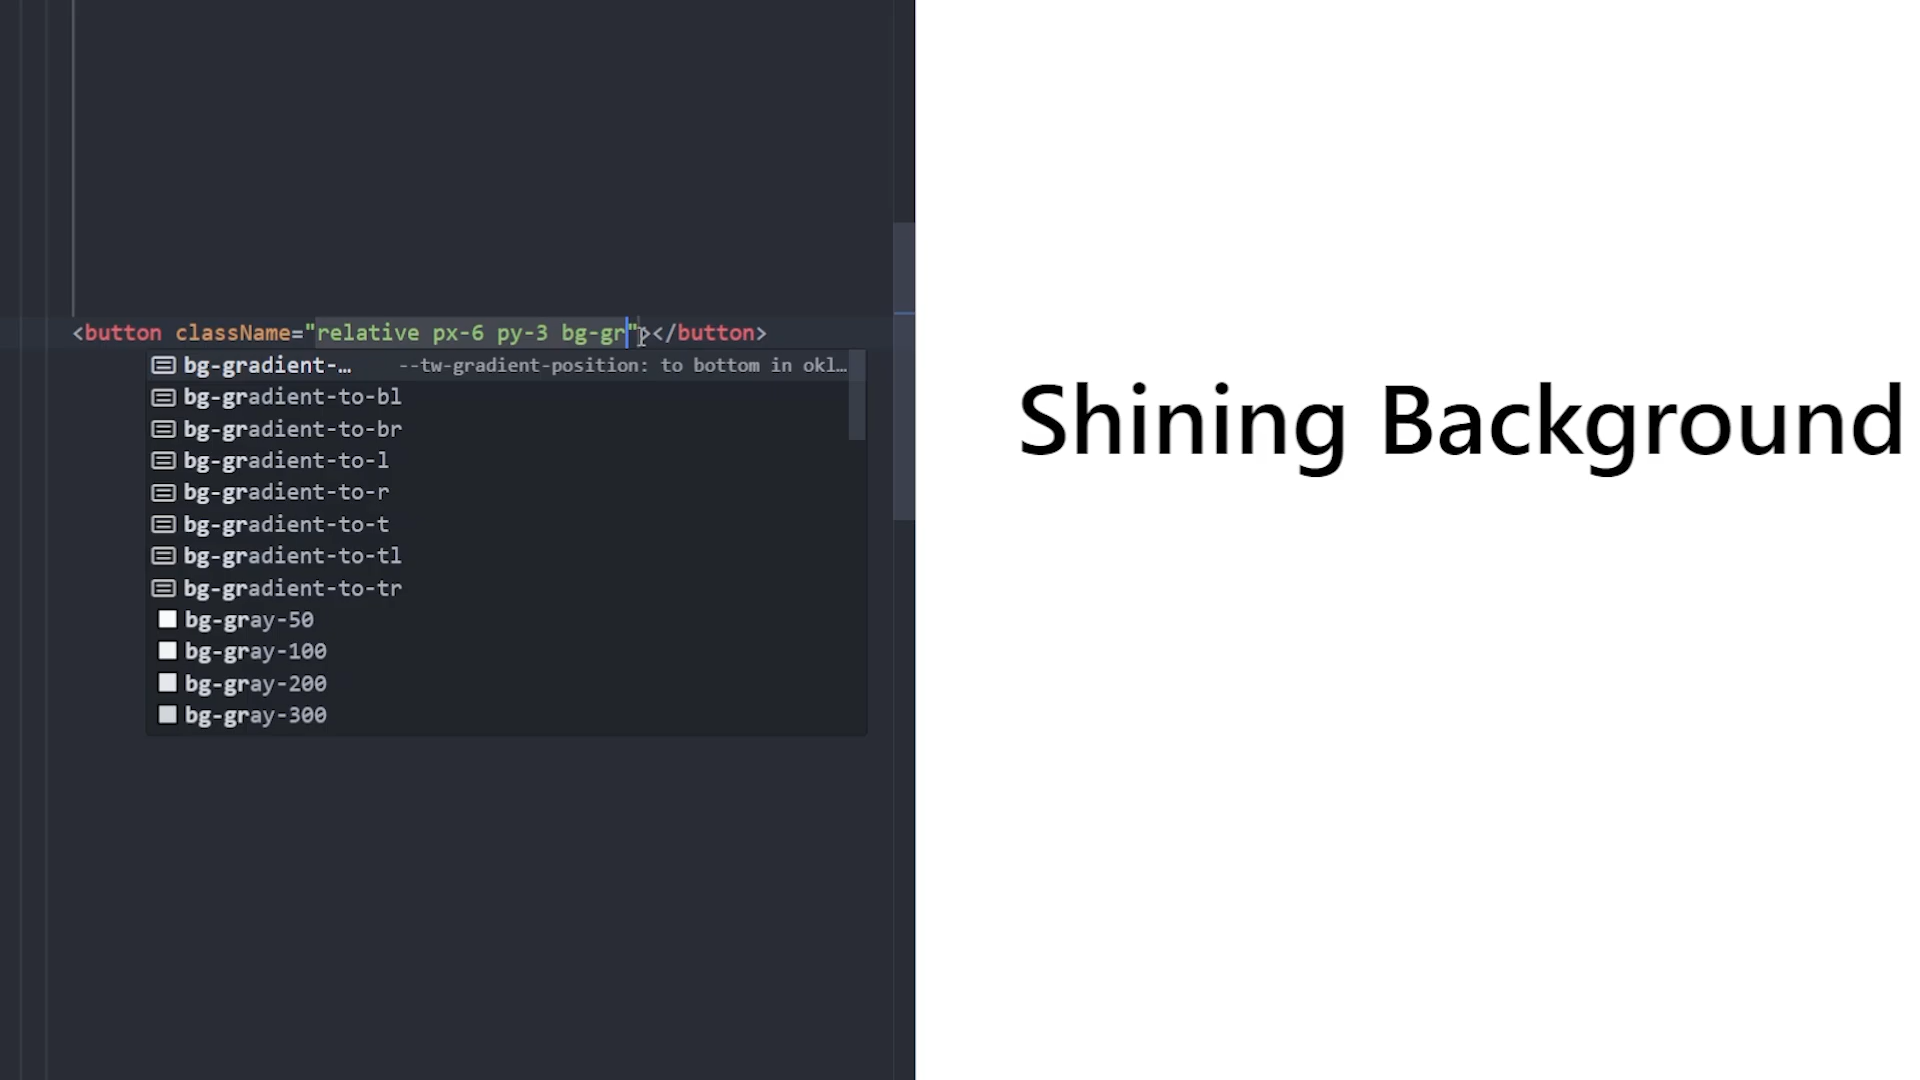 <button className="relative px-6 py-3 bg-gr"></button>
bg-gradient-… --tw-gradient-position: to bottom in okl…
bg-gradient-to-bl
bg-gradient-to-br
bg-gradient-to-l
bg-gradient-to-r
bg-gradient-to-t
bg-gradient-to-tl
bg-gradient-to-tr
bg-gray-50
bg-gray-100
bg-gray-200
bg-gray-300
Shining Background